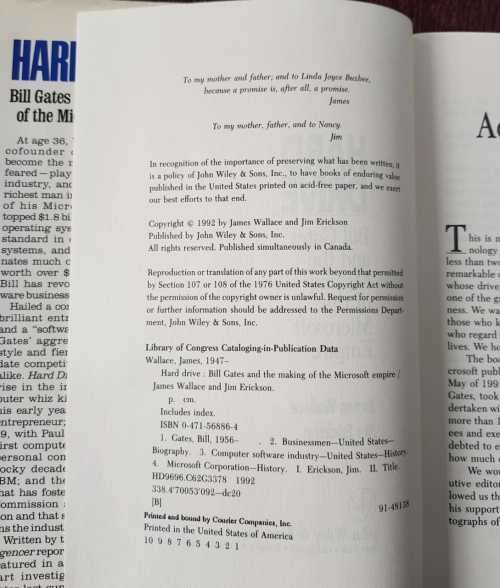 HARD
Bill Gates
of the Mi
At age 36,
cofounder
become the r
feared—play
industry, and
richest man i
of his Micr
topped $1.8 bi
operating sys
standard in
systems, and
nates much c
worth over $
Bill has revo
ware business
Hailed a co
brilliant entr
and a "softwa
Gates' aggre
style and fier
date competi
alike. Hard D
rise in the in
puter whiz ki
his early year
entrepreneur;
9, with Paul
irst compute
ersonal com
ocky decade
BM; and the
hat has foste
ommission
on and that s
ns the indust
Written by t
gencer repor
eatured in a
art investig
To my mother and father; and to Linda Joyce Buzbee,
because a promise is, after all, a promise.
James
To my mother, father, and to Nancy.
Jim
In recognition of the importance of preserving what has been written, it
is a policy of John Wiley & Sons, Inc., to have books of enduring value
published in the United States printed on acid-free paper, and we exert
our best efforts to that end.
Copyright © 1992 by James Wallace and Jim Erickson
Published by John Wiley & Sons, Inc.
All rights reserved. Published simultaneously in Canada.
Reproduction or translation of any part of this work beyond that permitted
by Section 107 or 108 of the 1976 United States Copyright Act without
the permission of the copyright owner is unlawful. Request for permission
or further information should be addressed to the Permissions Depart-
ment, John Wiley & Sons, Inc.
Library of Congress Cataloging-in-Publication Data
Wallace, James, 1947–
Hard drive : Bill Gates and the making of the Microsoft empire /
James Wallace and Jim Erickson.
p. cm.
Includes index.
ISBN 0-471-56886-4
1. Gates, Bill, 1956– . 2. Businessmen—United States—
Biography. 3. Computer software industry—United States—History.
4. Microsoft Corporation—History. I. Erickson, Jim. II. Title.
HD9696.C62G3378 1992
338.4'70053'092—dc20
[B] 91-48138
Printed and bound by Courier Companies, Inc.
Printed in the United States of America
10 9 8 7 6 5 4 3 2 1
Ac
This is n
nology
less than tw
remarkable
whose drive
one of the gr
ness. We wa
those who k
who regard
lives. We ho
The boo
crosoft publ
May of 199
Gates, took
dertaken w
more than 1
ees and exe
debted to e
how much
We wo
utive editor
lowed us th
his support
tographs of